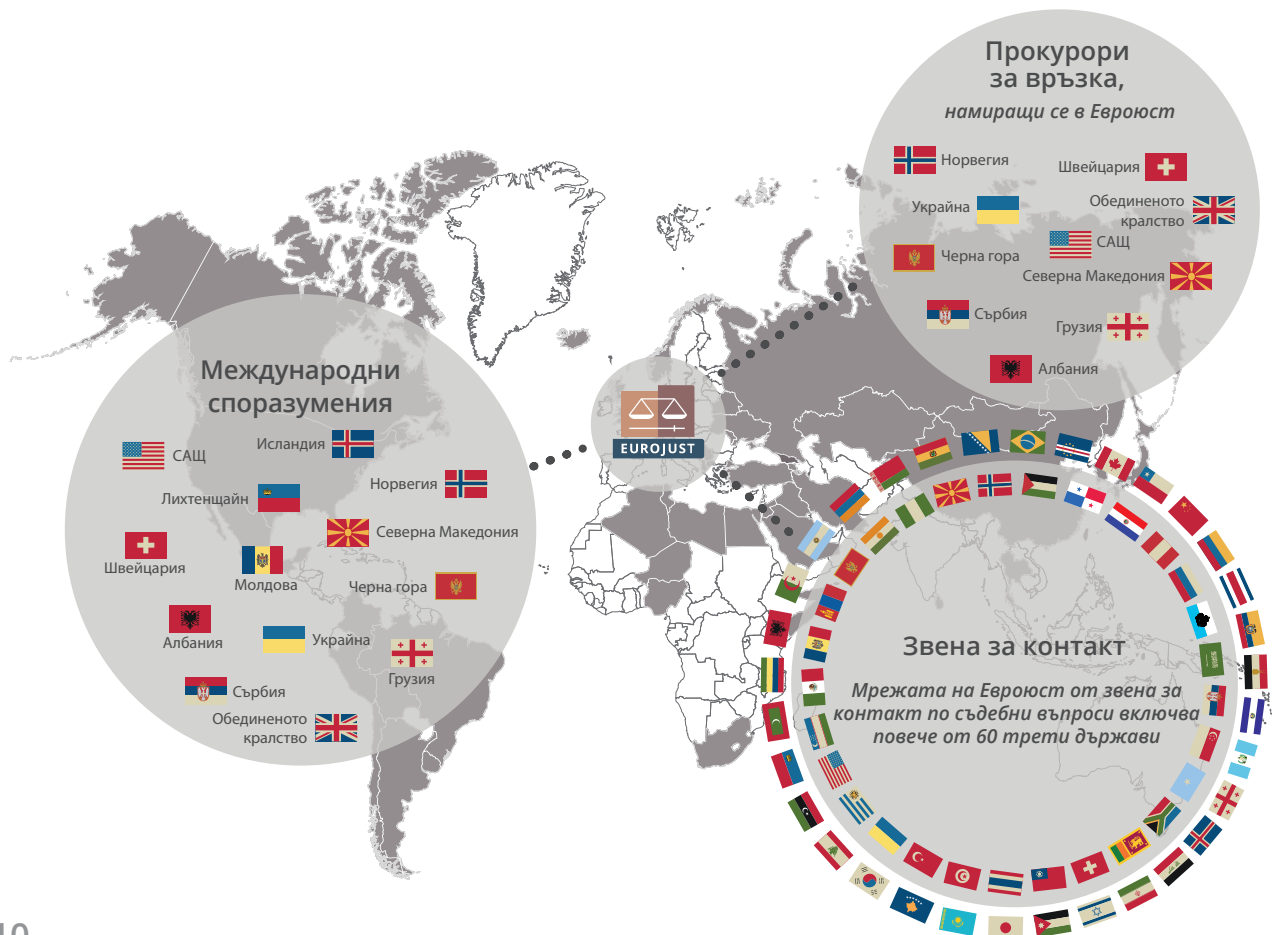 Прокурори
за връзка,
намиращи се в Евроюст
Норвегия
Швейцария
Украйна
Обединеното
кралство
САЩ
Черна гора
Северна Македония
Сърбия
Грузия
Албания
Международни
споразумения
Исландия
САЩ
Норвегия
Лихтенщайн
Северна Македония
Швейцария
Молдова
Черна гора
Албания
Украйна
Грузия
Сърбия
Обединеното
кралство
EUROJUST
Звена за контакт
Мрежата на Евроюст от звена за
контакт по съдебни въпроси включва
повече от 60 трети държави